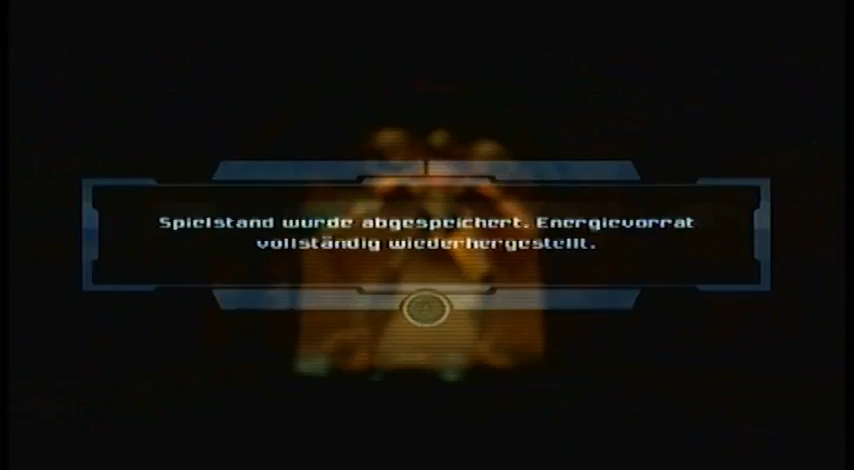 Spielstand wurde abgespeichert. Energievorrat
vollständig wiederhergestellt.